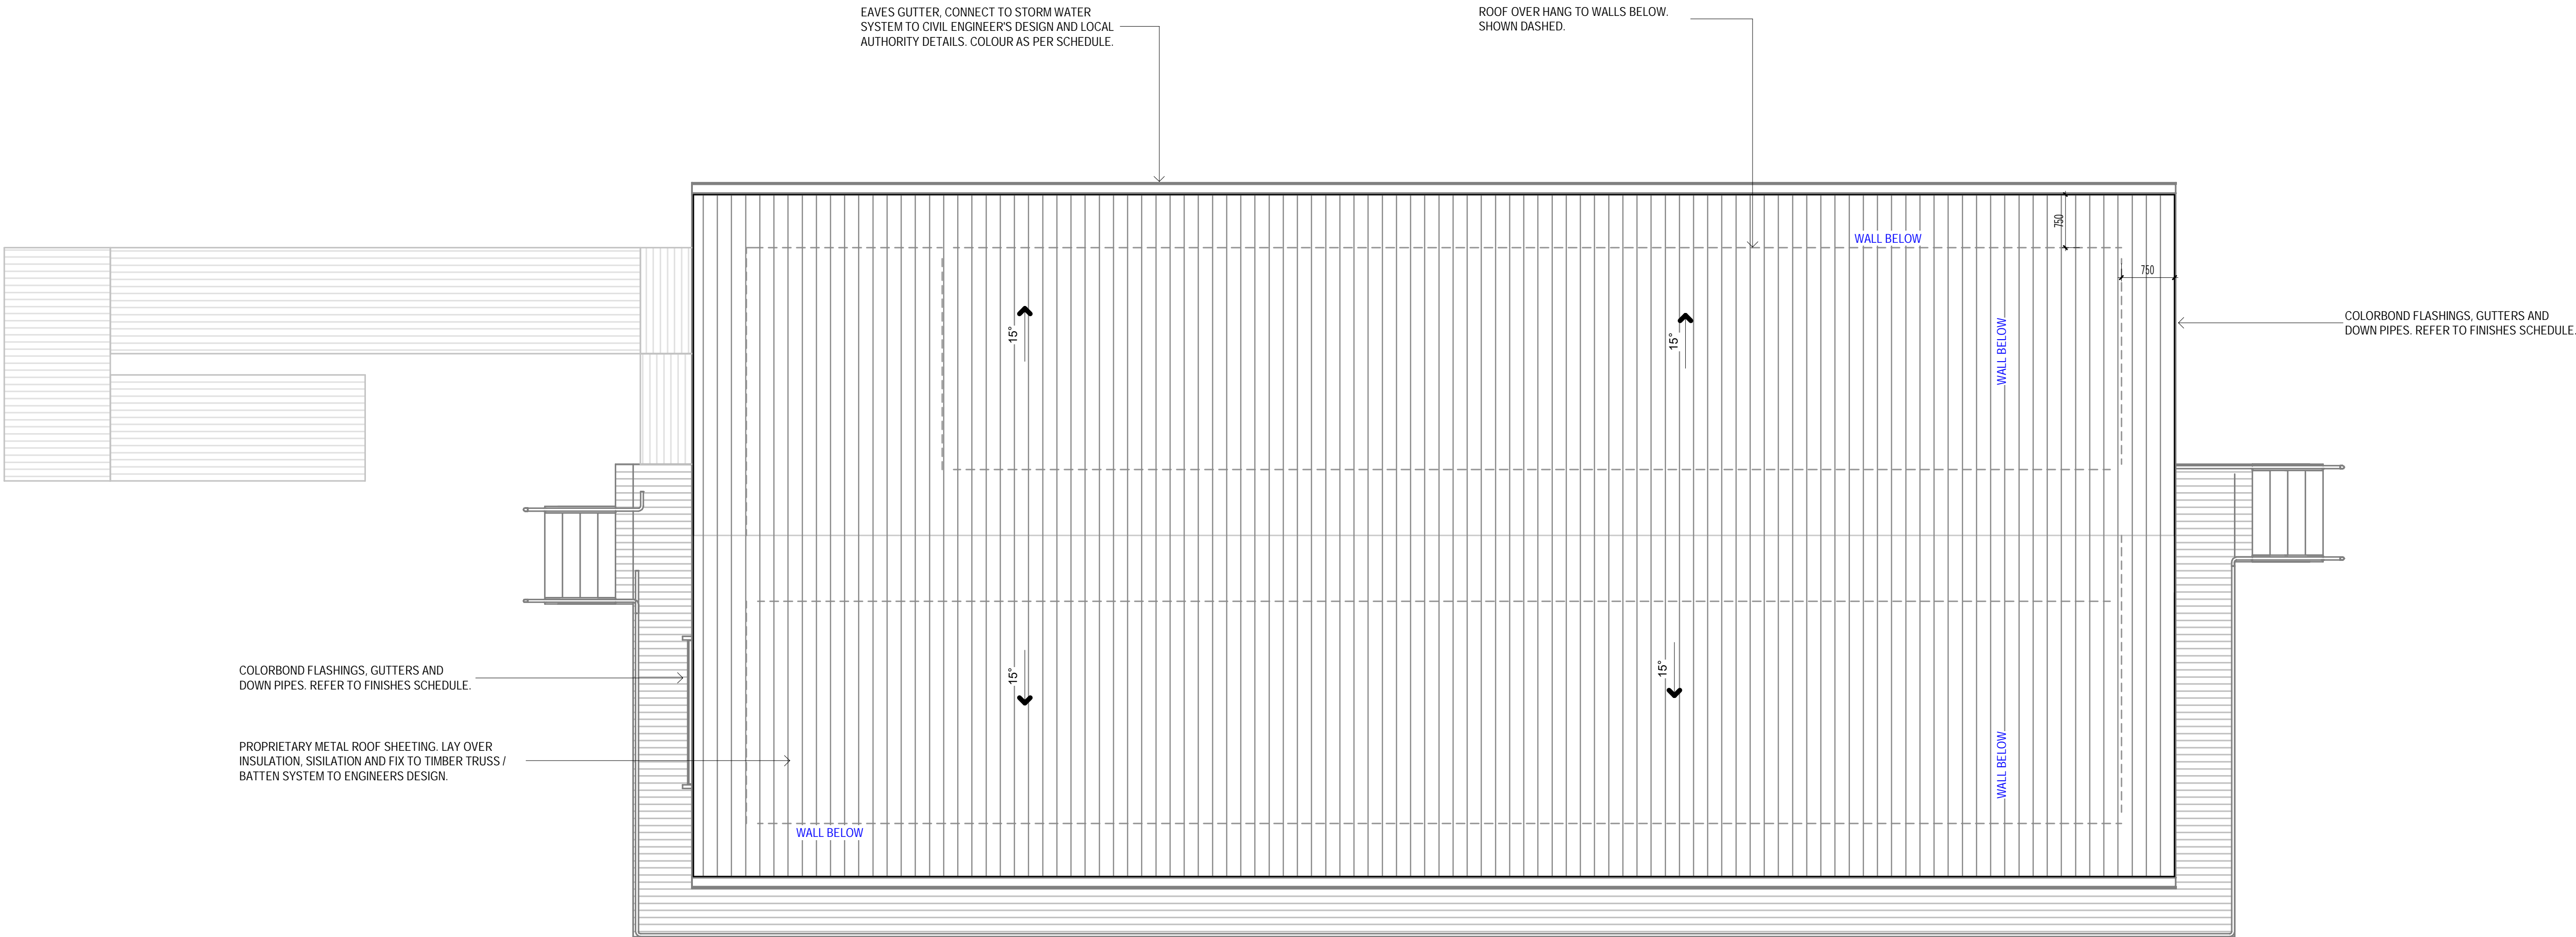 EAVES GUTTER, CONNECT TO STORM WATER
SYSTEM TO CIVIL ENGINEER'S DESIGN AND LOCAL
AUTHORITY DETAILS. COLOUR AS PER SCHEDULE.
ROOF OVER HANG TO WALLS BELOW.
SHOWN DASHED.
750
WALL BELOW
750
15°
15°
WALL BELOW
COLORBOND FLASHINGS, GUTTERS AND
DOWN PIPES. REFER TO FINISHES SCHEDULE.
COLORBOND FLASHINGS, GUTTERS AND
DOWN PIPES. REFER TO FINISHES SCHEDULE.
15°
15°
PROPRIETARY METAL ROOF SHEETING. LAY OVER
INSULATION, SISILATION AND FIX TO TIMBER TRUSS /
BATTEN SYSTEM TO ENGINEERS DESIGN.
WALL BELOW
WALL BELOW